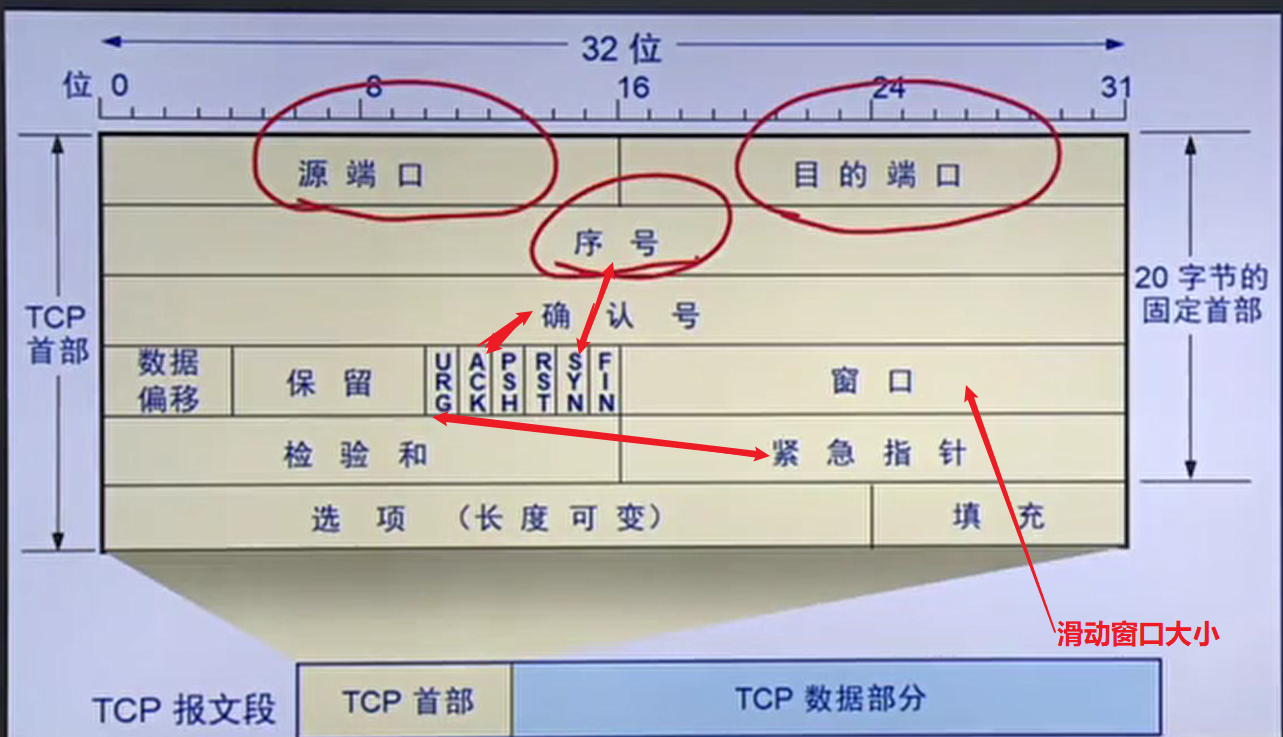 32 位
位 0 8 16 24 31
源端口 目的端口
序号
确认号
TCP
首部
20 字节的
固定首部
数据
偏移
保留
URG
ACK
PSH
RST
SYN
FIN
窗口
检验和 紧急指针
选项 (长度可变) 填充
滑动窗口大小
TCP 报文段 TCP 首部 TCP 数据部分